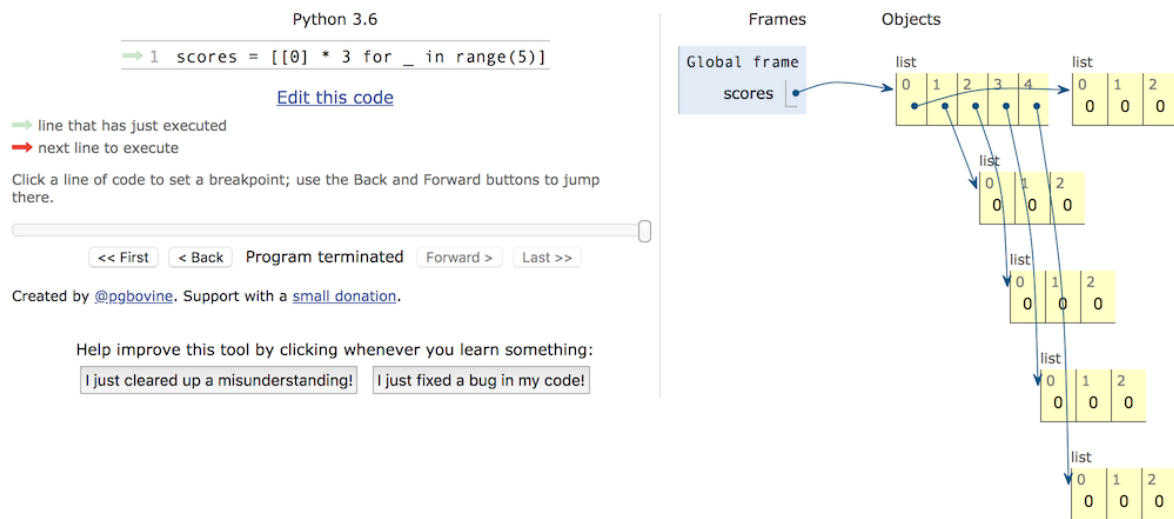 Python 3.6
1 scores = [[0] * 3 for _ in range(5)]
Edit this code
line that has just executed
next line to execute
Click a line of code to set a breakpoint; use the Back and Forward buttons to jump
there.
<< First < Back Program terminated Forward > Last >>
Created by @pgbovine. Support with a small donation.
Help improve this tool by clicking whenever you learn something:
I just cleared up a misunderstanding! I just fixed a bug in my code!
Frames Objects
Global frame
scores
list
0 1 2 3 4
list
0 1 2
0 0 0
list
0 1 2
0 0 0
list
0 1 2
0 0 0
list
0 1 2
0 0 0
list
0 1 2
0 0 0